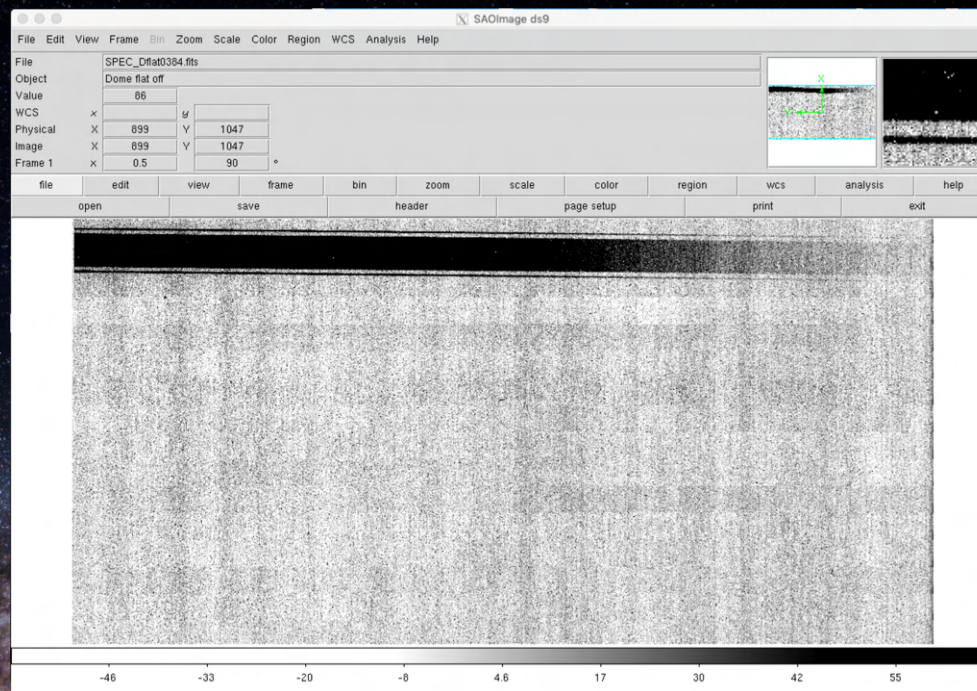 SAOImage ds9
File Edit View Frame Bin Zoom Scale Color Region WCS Analysis Help
File SPEC_Dflat0384.fits
Object Dome flat off
Value 86
WCS x y
Physical X 899 Y 1047
Image X 899 Y 1047
Frame 1 x 0.5 90 °
X
Y
file edit view frame bin zoom scale color region wcs analysis help
open save header page setup print exit
-46 -33 -20 -8 4.6 17 30 42 55